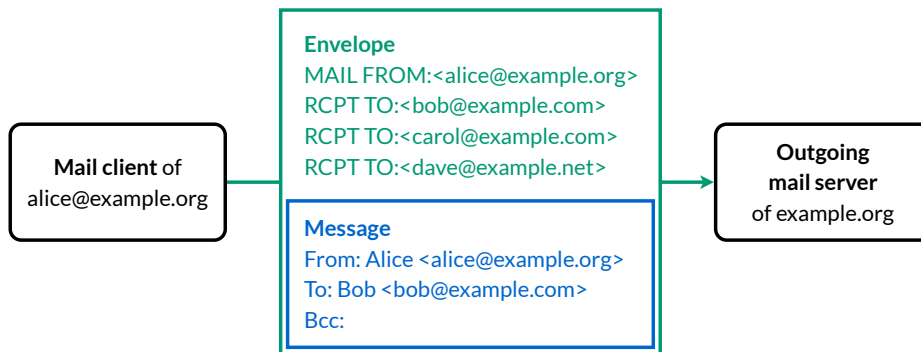 Mail client of
alice@example.org
Envelope
MAIL FROM:<alice@example.org>
RCPT TO:<bob@example.com>
RCPT TO:<carol@example.com>
RCPT TO:<dave@example.net>
Message
From: Alice <alice@example.org>
To: Bob <bob@example.com>
Bcc:
Outgoing
mail server
of example.org